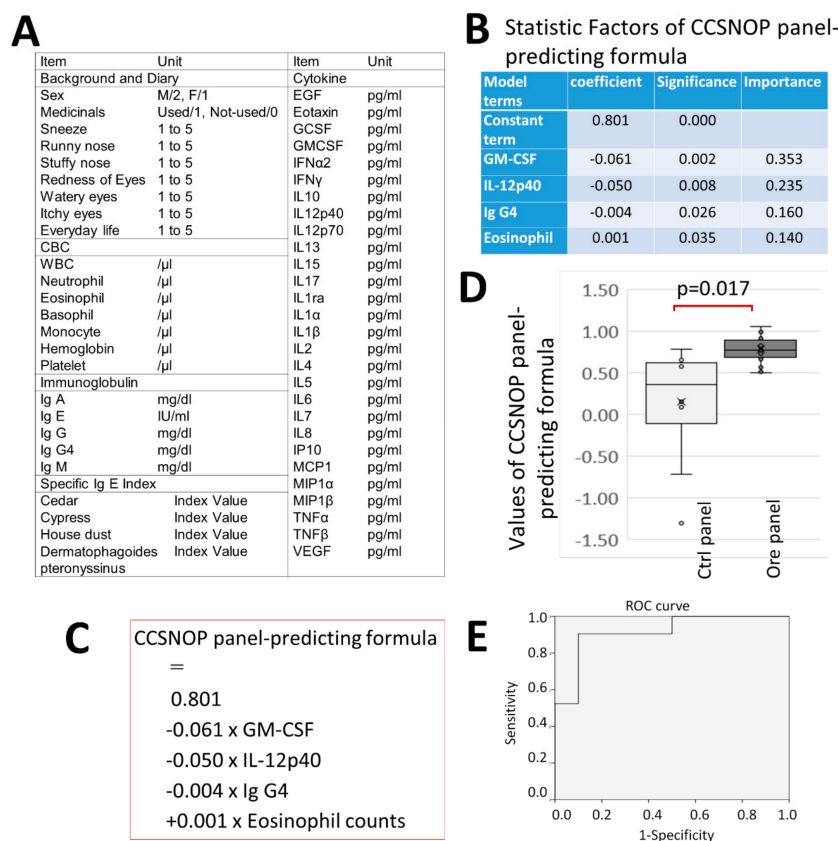 A
Item Unit Item Unit
Background and Diary Cytokine
Sex M/2, F/1 EGF pg/ml
Medicinals Used/1, Not-used/0 Eotaxin pg/ml
Sneeze 1 to 5 GCSF pg/ml
Runny nose 1 to 5 GMCSF pg/ml
Stuffy nose 1 to 5 IFNα2 pg/ml
Redness of Eyes 1 to 5 IFNγ pg/ml
Watery eyes 1 to 5 IL10 pg/ml
Itchy eyes 1 to 5 IL12p40 pg/ml
Everyday life 1 to 5 IL12p70 pg/ml
CBC IL13 pg/ml
WBC /μl IL15 pg/ml
Neutrophil /μl IL17 pg/ml
Eosinophil /μl IL1ra pg/ml
Basophil /μl IL1α pg/ml
Monocyte /μl IL1β pg/ml
Hemoglobin /μl IL2 pg/ml
Platelet /μl IL4 pg/ml
Immunoglobulin IL5 pg/ml
Ig A mg/dl IL6 pg/ml
Ig E IU/ml IL7 pg/ml
Ig G mg/dl IL8 pg/ml
Ig G4 mg/dl IP10 pg/ml
Ig M mg/dl MCP1 pg/ml
Specific Ig E Index MIP1α pg/ml
Cedar Index Value MIP1β pg/ml
Cypress Index Value TNFα pg/ml
House dust Index Value TNFβ pg/ml
Dermatophagoides Index Value VEGF pg/ml
pteronyssinus
B
Statistic Factors of CCSNOP panel-
predicting formula
Model terms coefficient Significance Importance
Constant term 0.801 0.000
GM-CSF -0.061 0.002 0.353
IL-12p40 -0.050 0.008 0.235
Ig G4 -0.004 0.026 0.160
Eosinophil 0.001 0.035 0.140
C
CCSNOP panel-predicting formula
=
0.801
-0.061 x GM-CSF
-0.050 x IL-12p40
-0.004 x Ig G4
+0.001 x Eosinophil counts
D
p=0.017
Values of CCSNOP panel-
predicting formula
1.50
1.00
0.50
0.00
-0.50
-1.00
-1.50
Ctrl panel
Ore panel
E
ROC curve
Sensitivity
1.0
0.8
0.6
0.4
0.2
0.0
0.0 0.2 0.4 0.6 0.8 1.0
1-Specificity